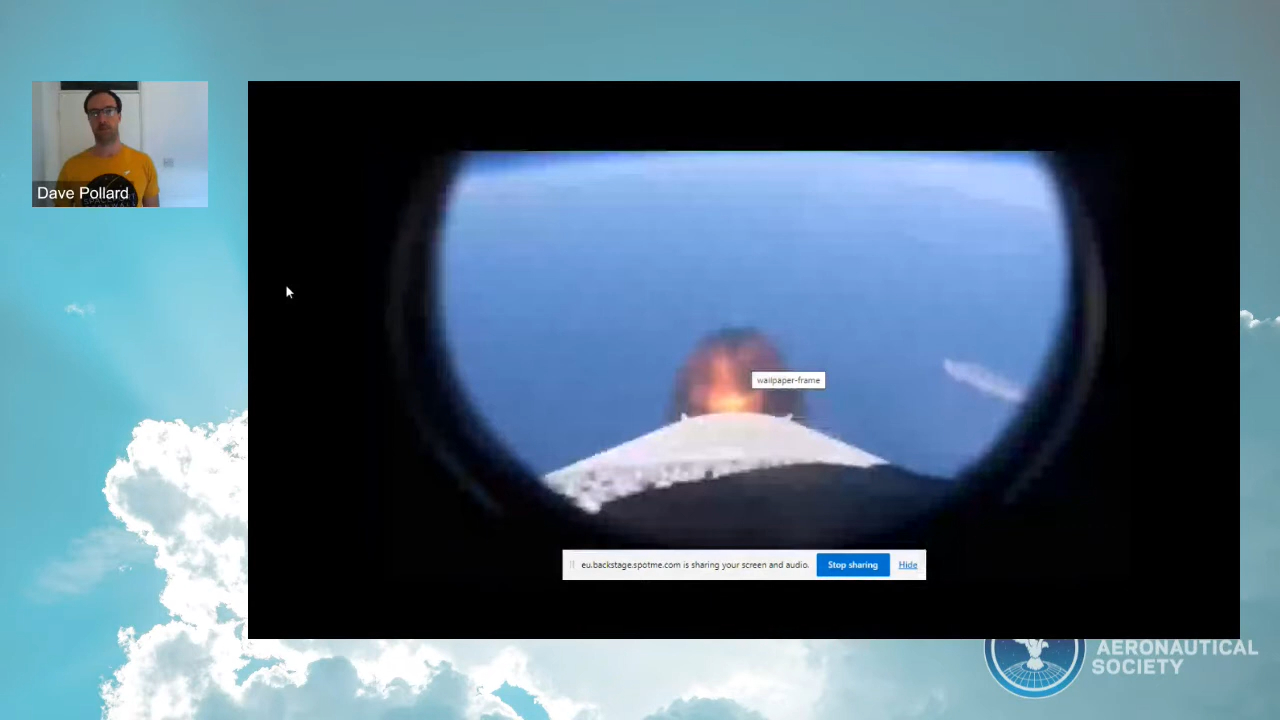 Dave Pollard
wallpaper-frame
eu.backstage.spotme.com is sharing your screen and audio.
Stop sharing
Hide
AERONAUTICAL
SOCIETY